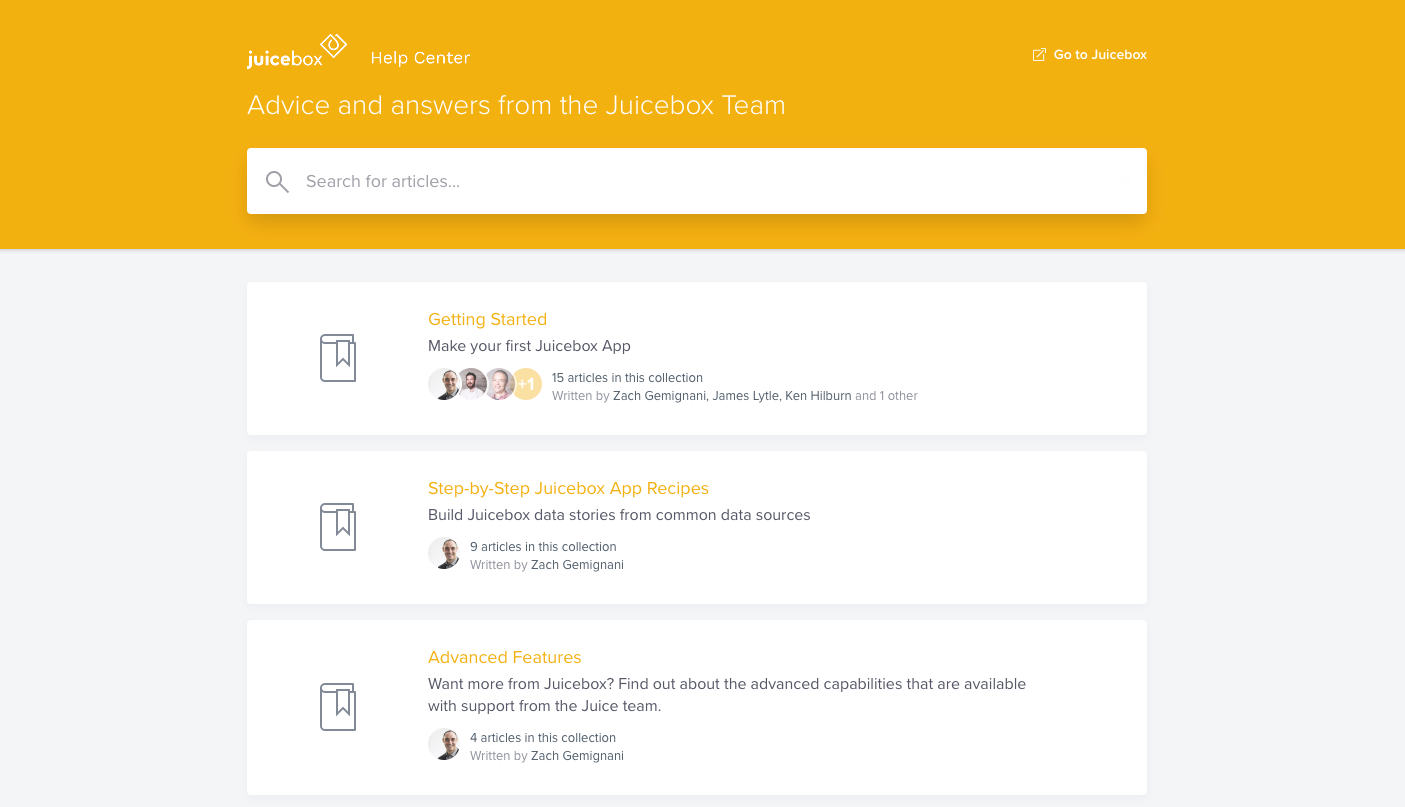 juicebox Help Center
Go to Juicebox
Advice and answers from the Juicebox Team
Search for articles...
Getting Started
Make your first Juicebox App
+1
15 articles in this collection
Written by Zach Gemignani, James Lytle, Ken Hilburn and 1 other
Step-by-Step Juicebox App Recipes
Build Juicebox data stories from common data sources
9 articles in this collection
Written by Zach Gemignani
Advanced Features
Want more from Juicebox? Find out about the advanced capabilities that are available
with support from the Juice team.
4 articles in this collection
Written by Zach Gemignani